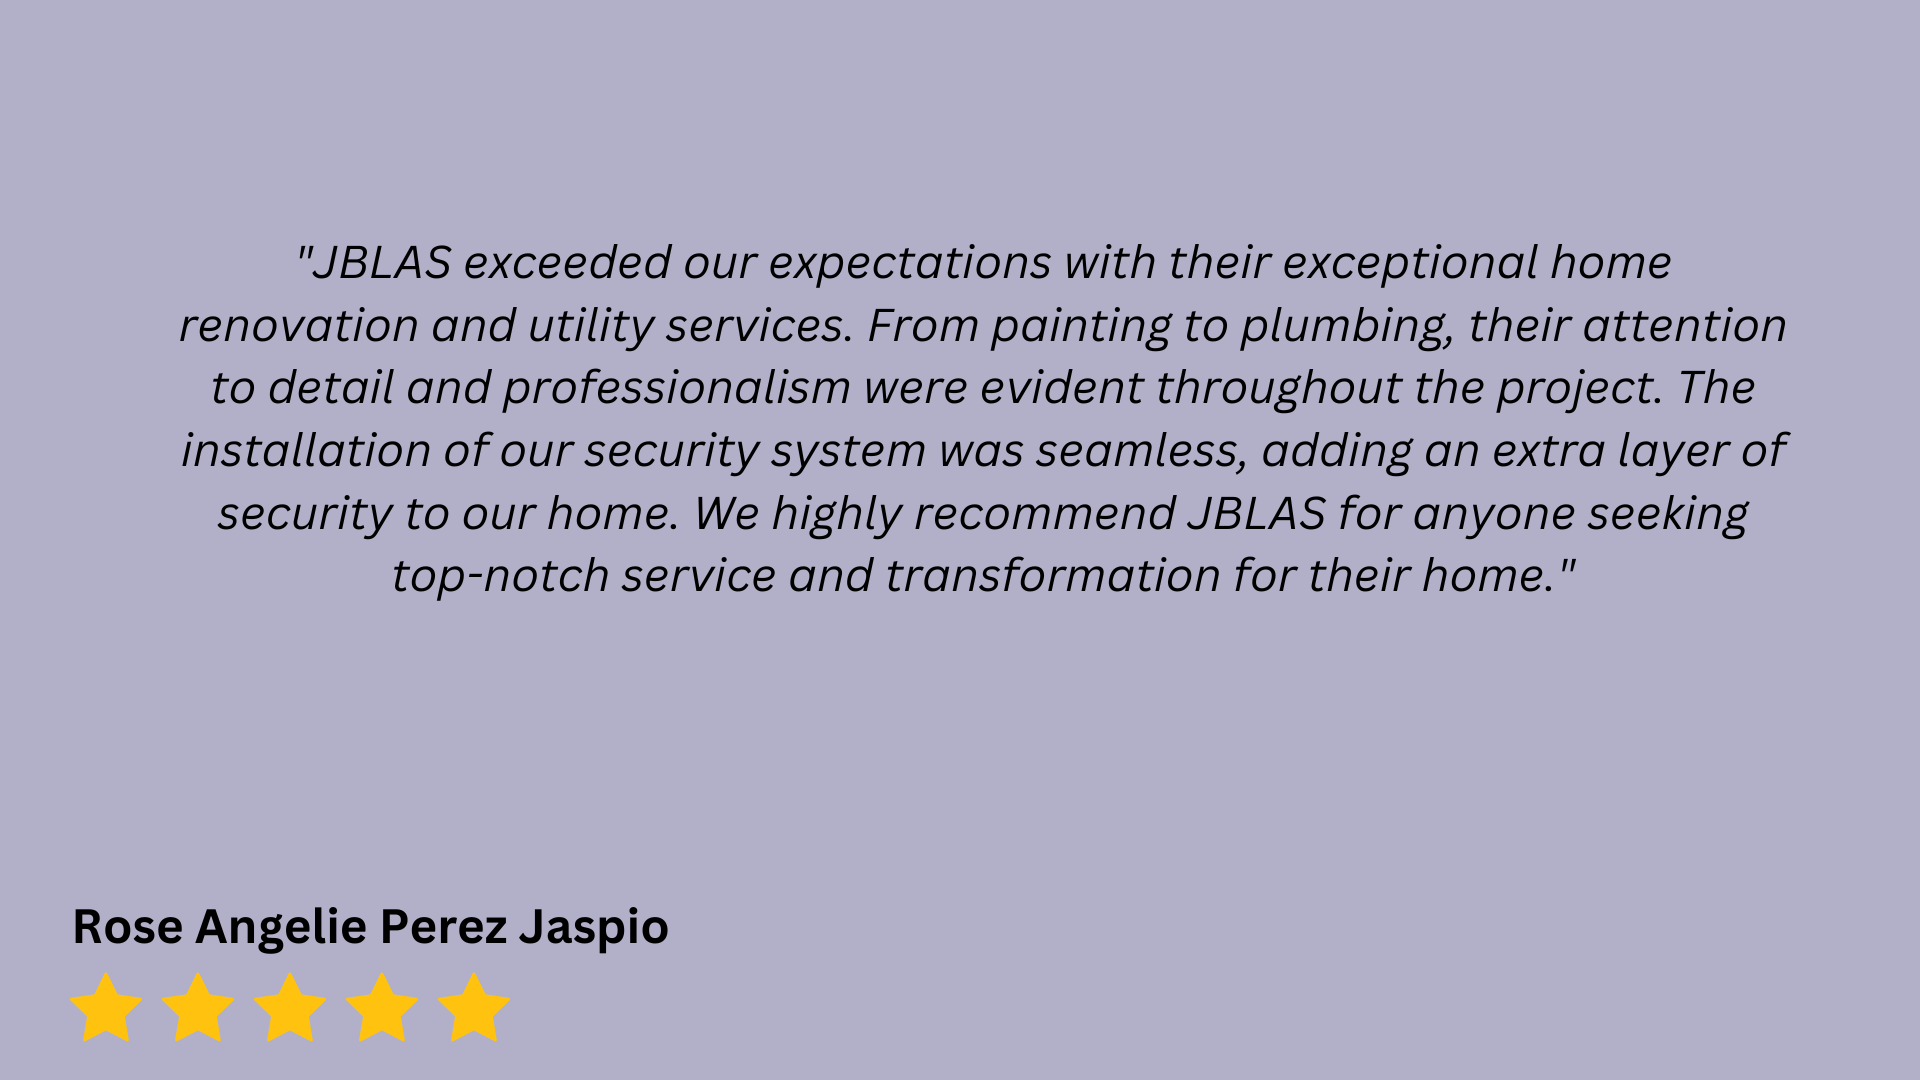 "JBLAS exceeded our expectations with their exceptional home
renovation and utility services. From painting to plumbing, their attention
to detail and professionalism were evident throughout the project. The
installation of our security system was seamless, adding an extra layer of
security to our home. We highly recommend JBLAS for anyone seeking
top-notch service and transformation for their home."
Rose Angelie Perez Jaspio